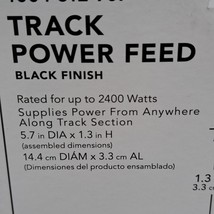 TRACK
POWER FEED
BLACK FINISH
Rated for up to 2400 Watts
Supplies Power From Anywhere
Along Track Section
5.7 in DIA x 1.3 in H
(assembled dimensions)
14.4 cm DIÁM x 3.3 cm AL
(Dimensiones del producto ensamblado)
1.3
3.3 c